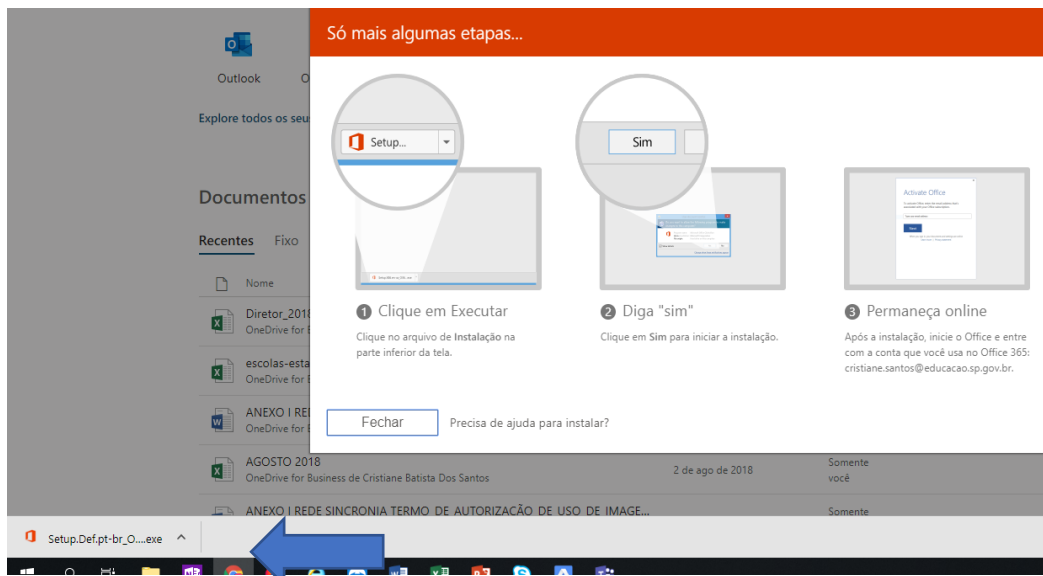 Só mais algumas etapas...
Outlook
O
Explore todos os seu
Setup...
Sim
Documentos
Recentes Fixo
Nome
Activate Office
1 Clique em Executar
Clique no arquivo de Instalação na
parte inferior da tela.
2 Diga "sim"
Clique em Sim para iniciar a instalação.
3 Permaneça online
Após a instalação, inicie o Office e entre
com a conta que você usa no Office 365:
cristiane.santos@educacao.sp.gov.br.
Diretor_2018
OneDrive for B
escolas-esta
OneDrive for B
ANEXO I RED
OneDrive for B
Fechar
Precisa de ajuda para instalar?
AGOSTO 2018
OneDrive for Business de Cristiane Batista Dos Santos
2 de ago de 2018
Somente
você
ANEXO I REDE SINCRONIA TERMO DE AUTORIZAÇÃO DE USO DE IMAGE...
Somente
Setup.Def.pt-br_O....exe